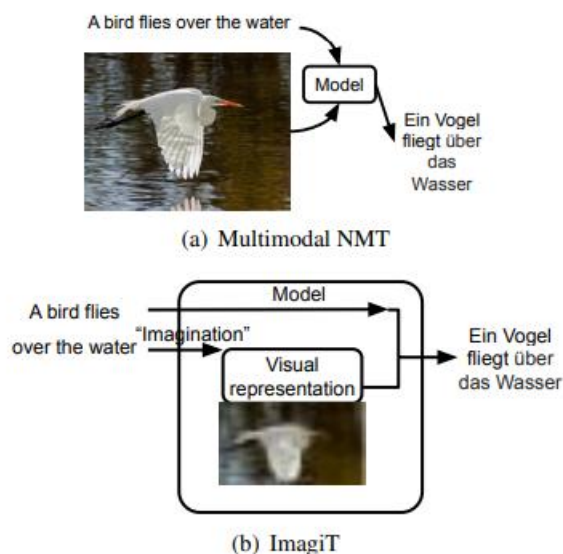 A bird flies over the water
Model
Ein Vogel
fliegt über
das
Wasser
(a) Multimodal NMT
Model
A bird flies
over the water
"Imagination"
Visual
representation
Ein Vogel
fliegt über
das Wasser
(b) ImagiT